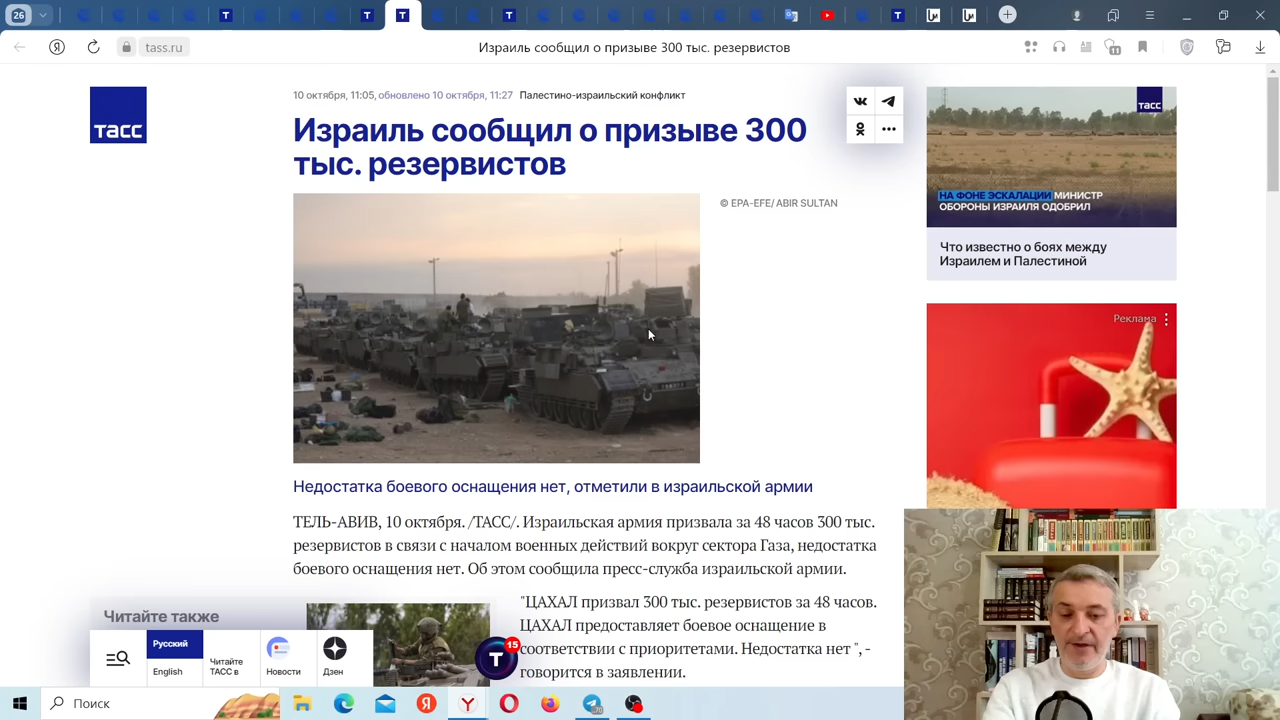 26
tass.ru
Израиль сообщил о призыве 300 тыс. резервистов
11
ТАСС
10 октября, 11:05, обновлено 10 октября, 11:27
Палестино-израильский конфликт
Израиль сообщил о призыве 300
тыс. резервистов
© EPA-EFE/ ABIR SULTAN
ТАСС
НА ФОНЕ ЭСКАЛАЦИИ МИНИСТР
ОБОРОНЫ ИЗРАИЛЯ ОДОБРИЛ
Что известно о боях между
Израилем и Палестиной
Реклама
Недостатка боевого оснащения нет, отметили в израильской армии
ТЕЛЬ-АВИВ, 10 октября. /ТАСС/. Израильская армия призвала за 48 часов 300 тыс.
резервистов в связи с началом военных действий вокруг сектора Газа, недостатка
боевого оснащения нет. Об этом сообщила пресс-служба израильской армии.
"ЦАХАЛ призвал 300 тыс. резервистов за 48 часов.
ЦАХАЛ предоставляет боевое оснащение в
соответствии с приоритетами. Недостатка нет ", -
говорится в заявлении.
Читайте также
Русский
English
Читайте
ТАСС в
Новости
Дзен
Т
15
Поиск
70